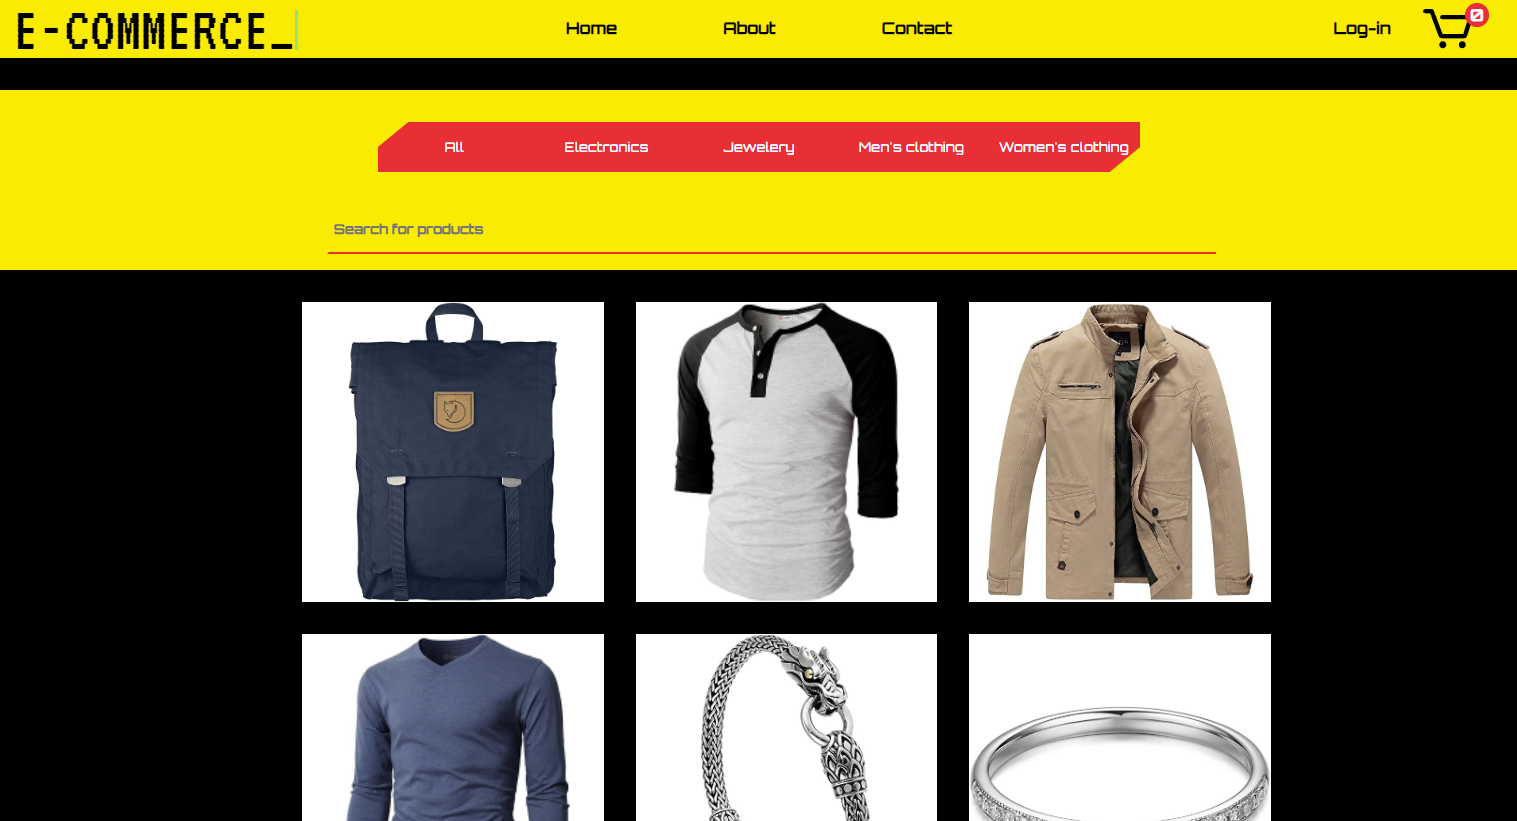 E-COMMERCE_
Home About Contact
Log-in 0
All Electronics Jewelery Men's clothing Women's clothing
Search for products